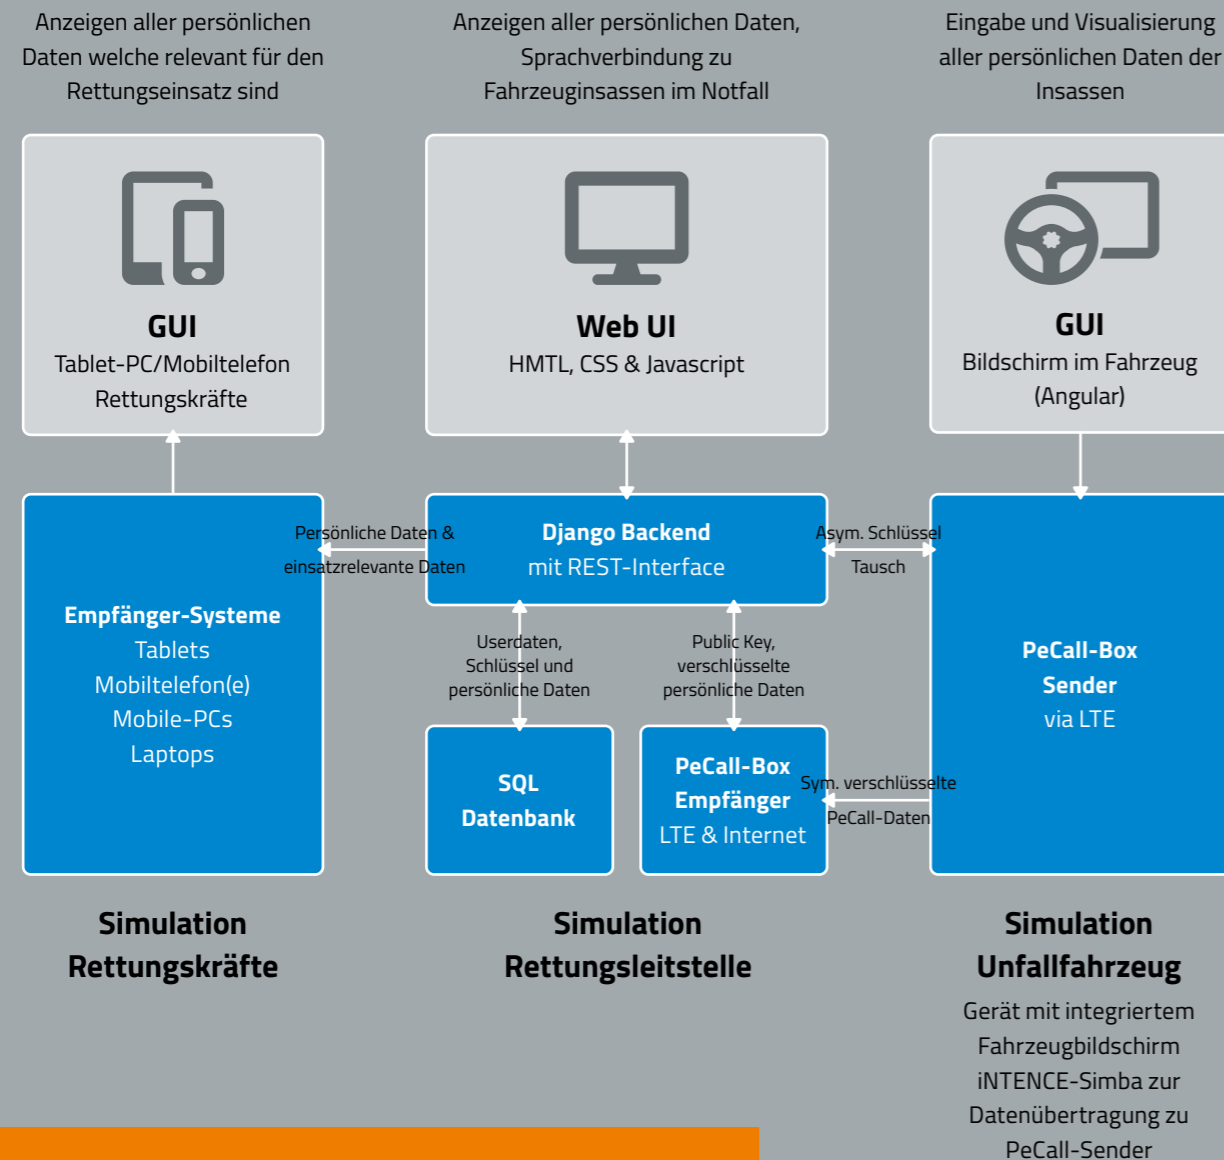 Anzeigen aller persönlichen
Daten welche relevant für den
Rettungseinsatz sind
Anzeigen aller persönlichen Daten,
Sprachverbindung zu
Fahrzeuginsassen im Notfall
Eingabe und Visualisierung
aller persönlichen Daten der
Insassen
GUI
Tablet-PC/Mobiltelefon
Rettungskräfte
Web UI
HMTL, CSS & Javascript
GUI
Bildschirm im Fahrzeug
(Angular)
Persönliche Daten &
einsatzrelevante Daten
Django Backend
mit REST-Interface
Asym. Schlüssel
Tausch
Empfänger-Systeme
Tablets
Mobiltelefon(e)
Mobile-PCs
Laptops
Userdaten,
Schlüssel und
persönliche Daten
Public Key,
verschlüsselte
persönliche Daten
PeCall-Box
Sender
via LTE
SQL
Datenbank
PeCall-Box
Empfänger
LTE & Internet
Sym. verschlüsselte
PeCall-Daten
Simulation
Rettungskräfte
Simulation
Rettungsleitstelle
Simulation
Unfallfahrzeug
Gerät mit integriertem
Fahrzeugbildschirm
iNTENCE-Simba zur
Datenübertragung zu
PeCall-Sender